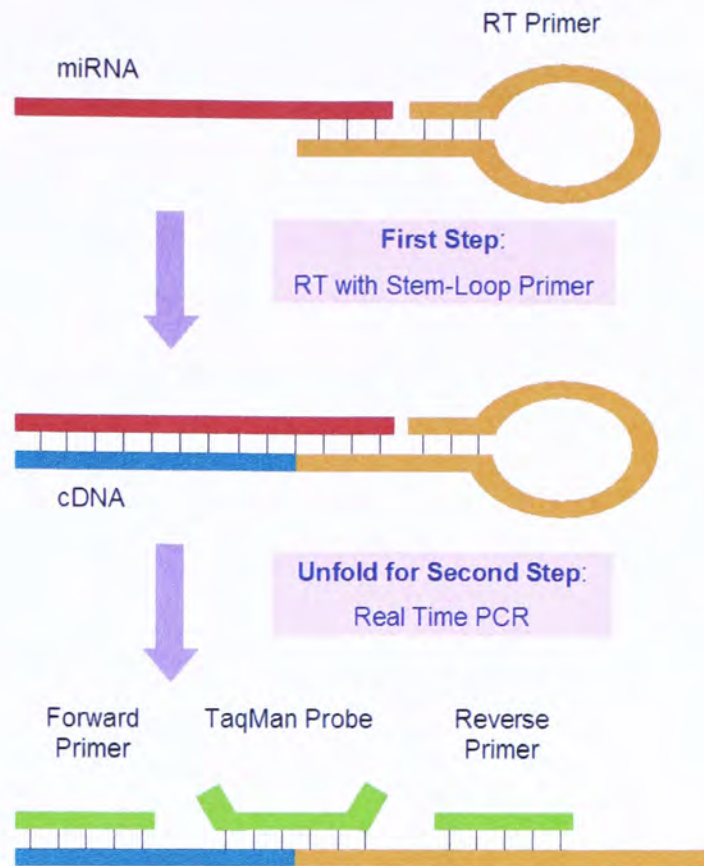 RT Primer
miRNA
First Step:
RT with Stem-Loop Primer
cDNA
Unfold for Second Step:
Real Time PCR
Forward
Primer
TaqMan Probe
Reverse
Primer